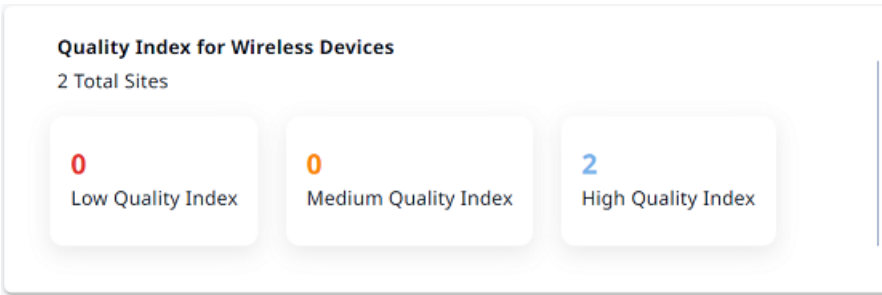 Quality Index for Wireless Devices
2 Total Sites
0
Low Quality Index
0
Medium Quality Index
2
High Quality Index